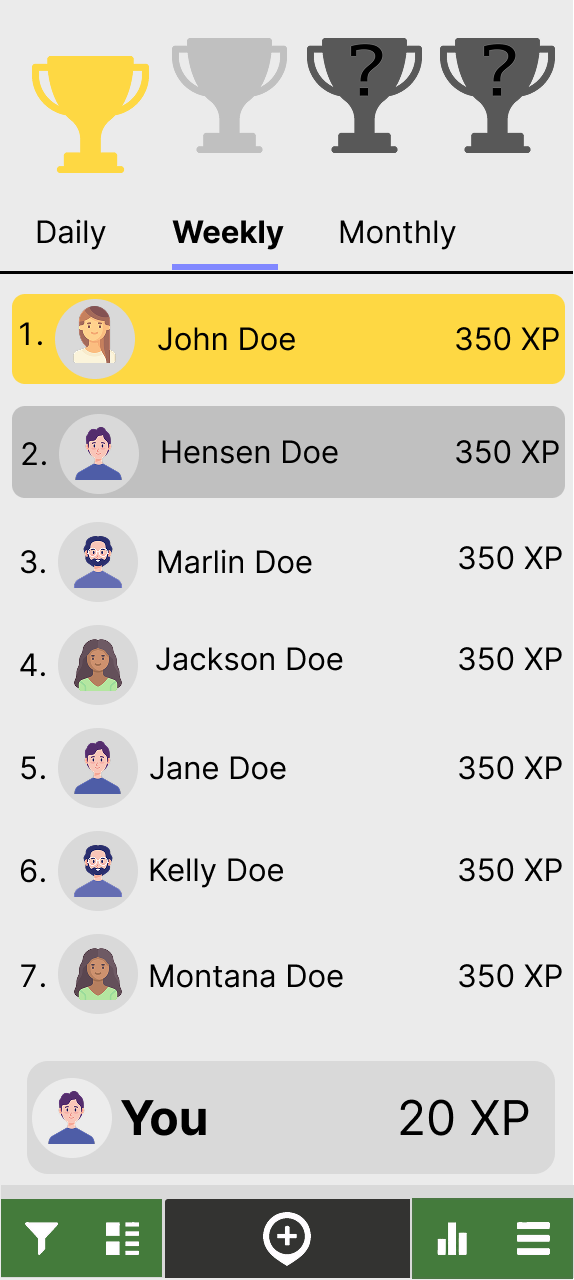 ? ?
Daily Weekly Monthly
1. John Doe 350 XP
2. Hensen Doe 350 XP
3. Marlin Doe 350 XP
4. Jackson Doe 350 XP
5. Jane Doe 350 XP
6. Kelly Doe 350 XP
7. Montana Doe 350 XP
You 20 XP